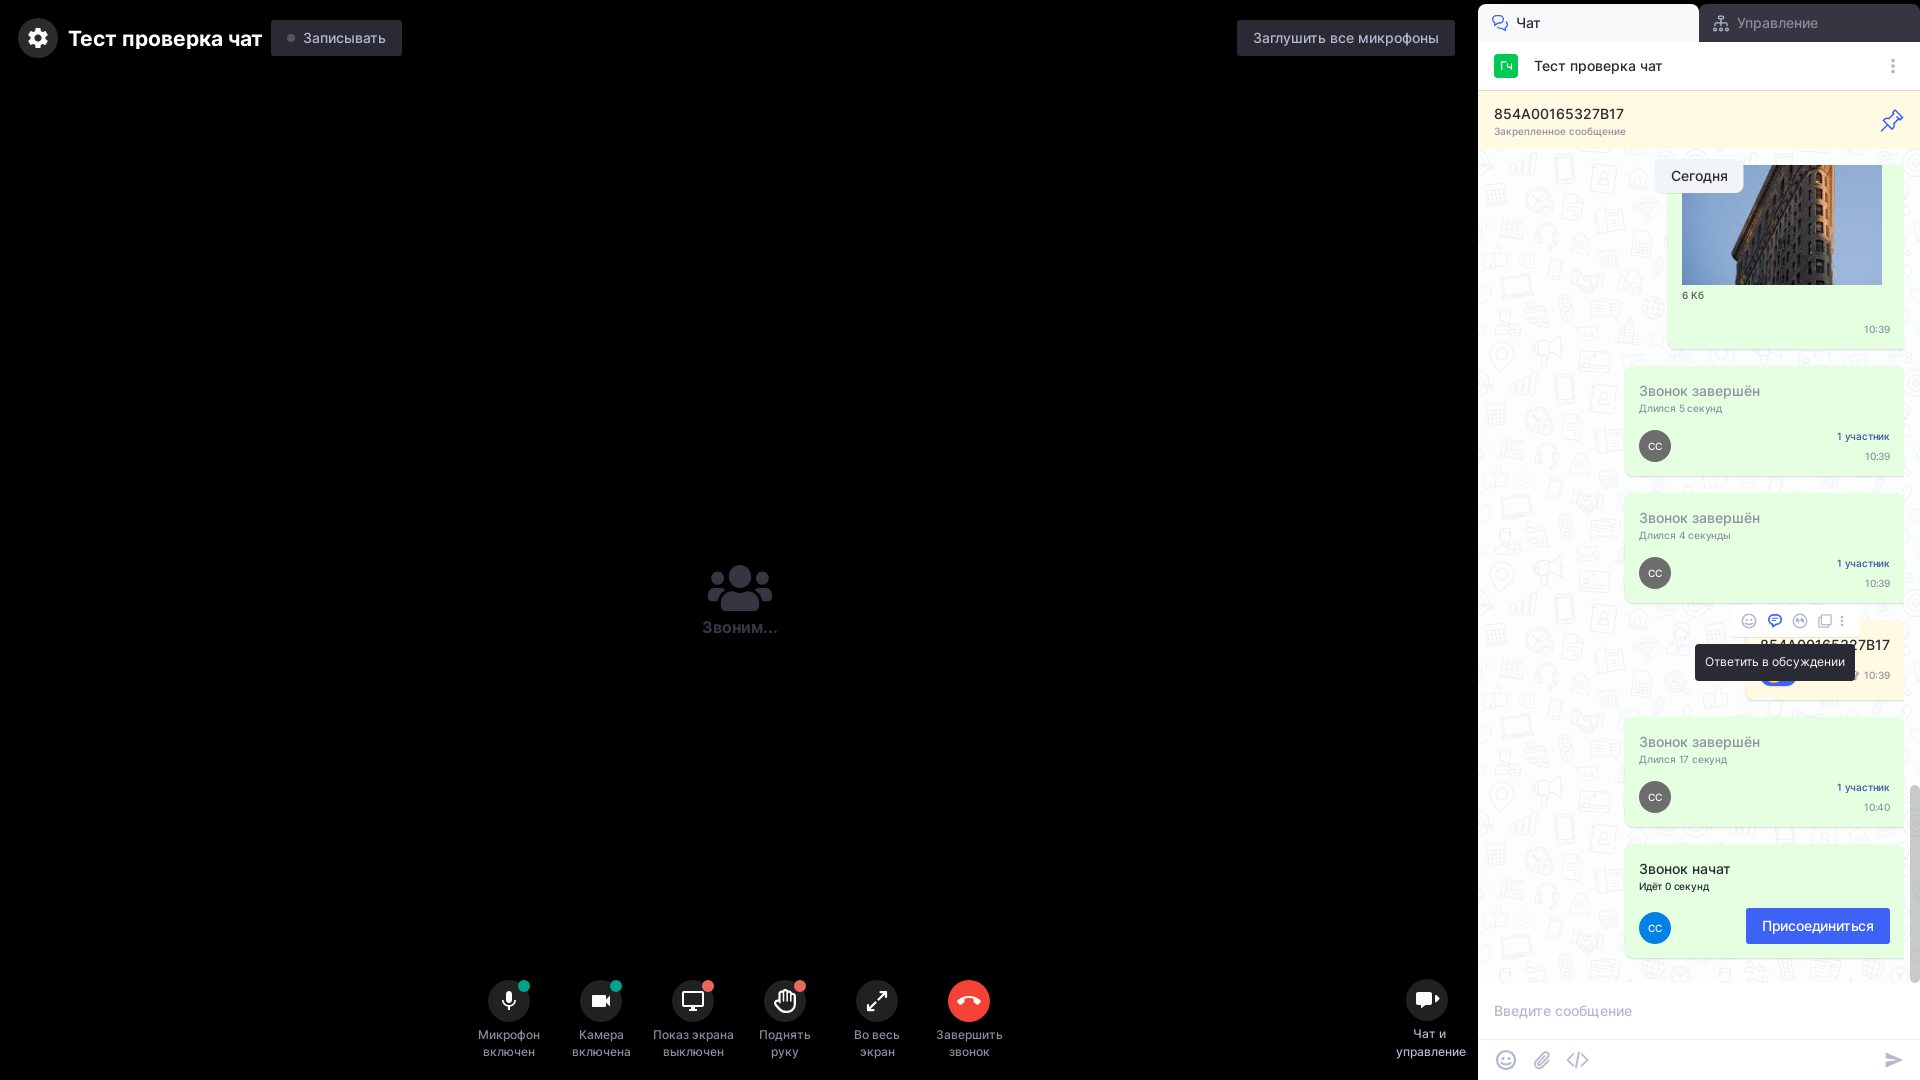 Тест проверка чат
Записывать
Заглушить все микрофоны
Чат
Управление
Гч
Тест проверка чат
854A00165327B17
Закрепленное сообщение
Сегодня
6 Кб
10:39
Звонок завершён
Длился 5 секунд
СС
1 участник
10:39
Звонок завершён
Длился 4 секунды
СС
1 участник
10:39
854A00165327B17
Ответить в обсуждении
10:39
Звонок завершён
Длился 17 секунд
СС
1 участник
10:40
Звонок начат
Идёт 0 секунд
СС
Присоединиться
Звоним...
Микрофон
включен
Камера
включена
Показ экрана
выключен
Поднять
руку
Во весь
экран
Завершить
звонок
Чат и
управление
Введите сообщение